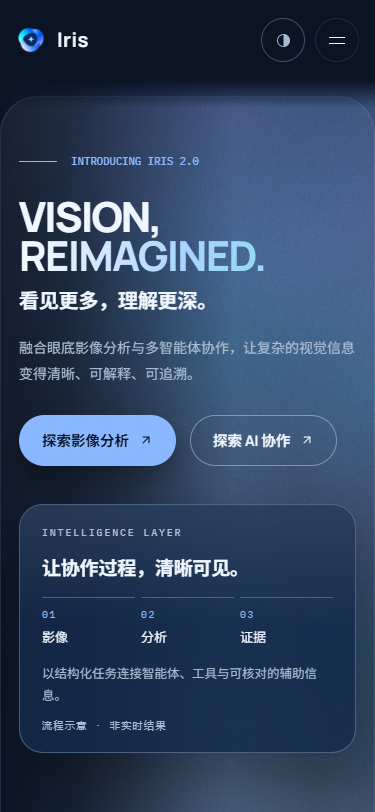 Iris
INTRODUCING IRIS 2.0
VISION,
REIMAGINED.
看见更多，理解更深。
融合眼底影像分析与多智能体协作，让复杂的视觉信息
变得清晰、可解释、可追溯。
探索影像分析 ↗ 探索 AI 协作 ↗
INTELLIGENCE LAYER
让协作过程，清晰可见。
01 02 03
影像 分析 证据
以结构化任务连接智能体、工具与可核对的辅助信
息。
流程示意 · 非实时结果